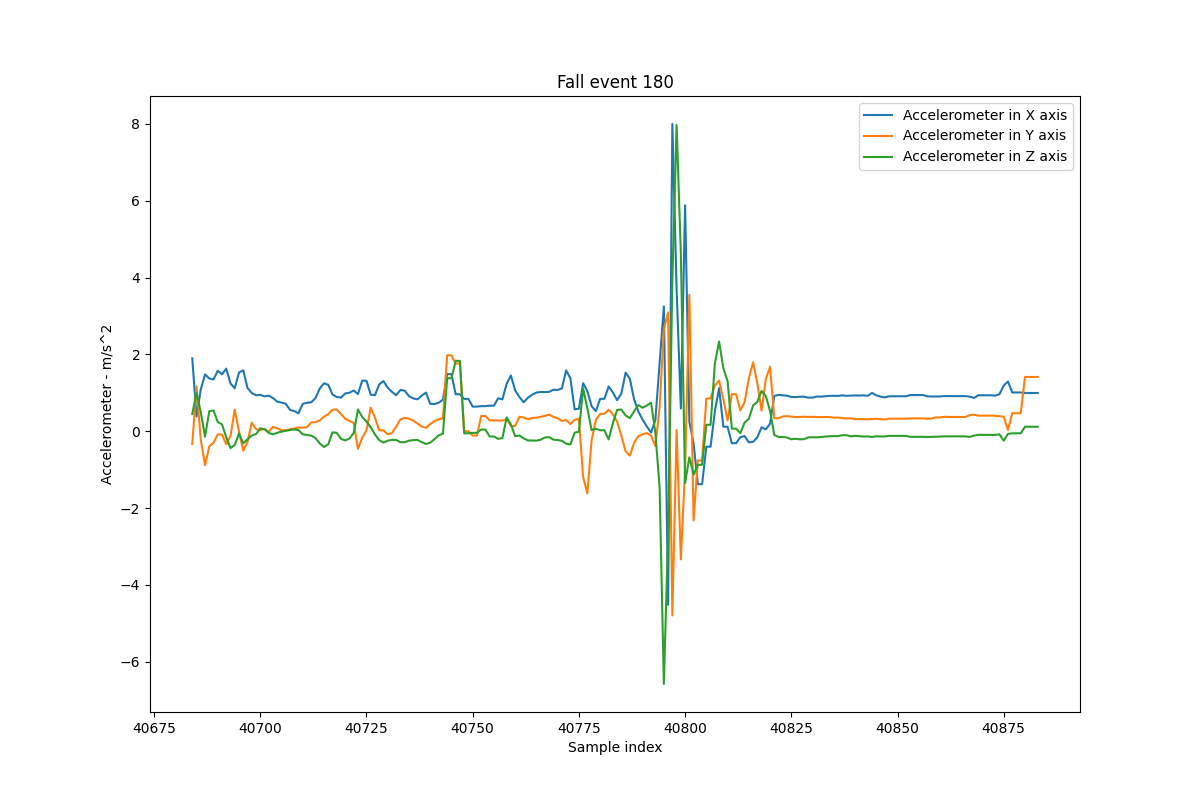 Fall event 180
Accelerometer in X axis
Accelerometer in Y axis
Accelerometer in Z axis
8
6
4
2
0
−2
−4
−6
Accelerometer - m/s^2
40675 40700 40725 40750 40775 40800 40825 40850 40875
Sample index